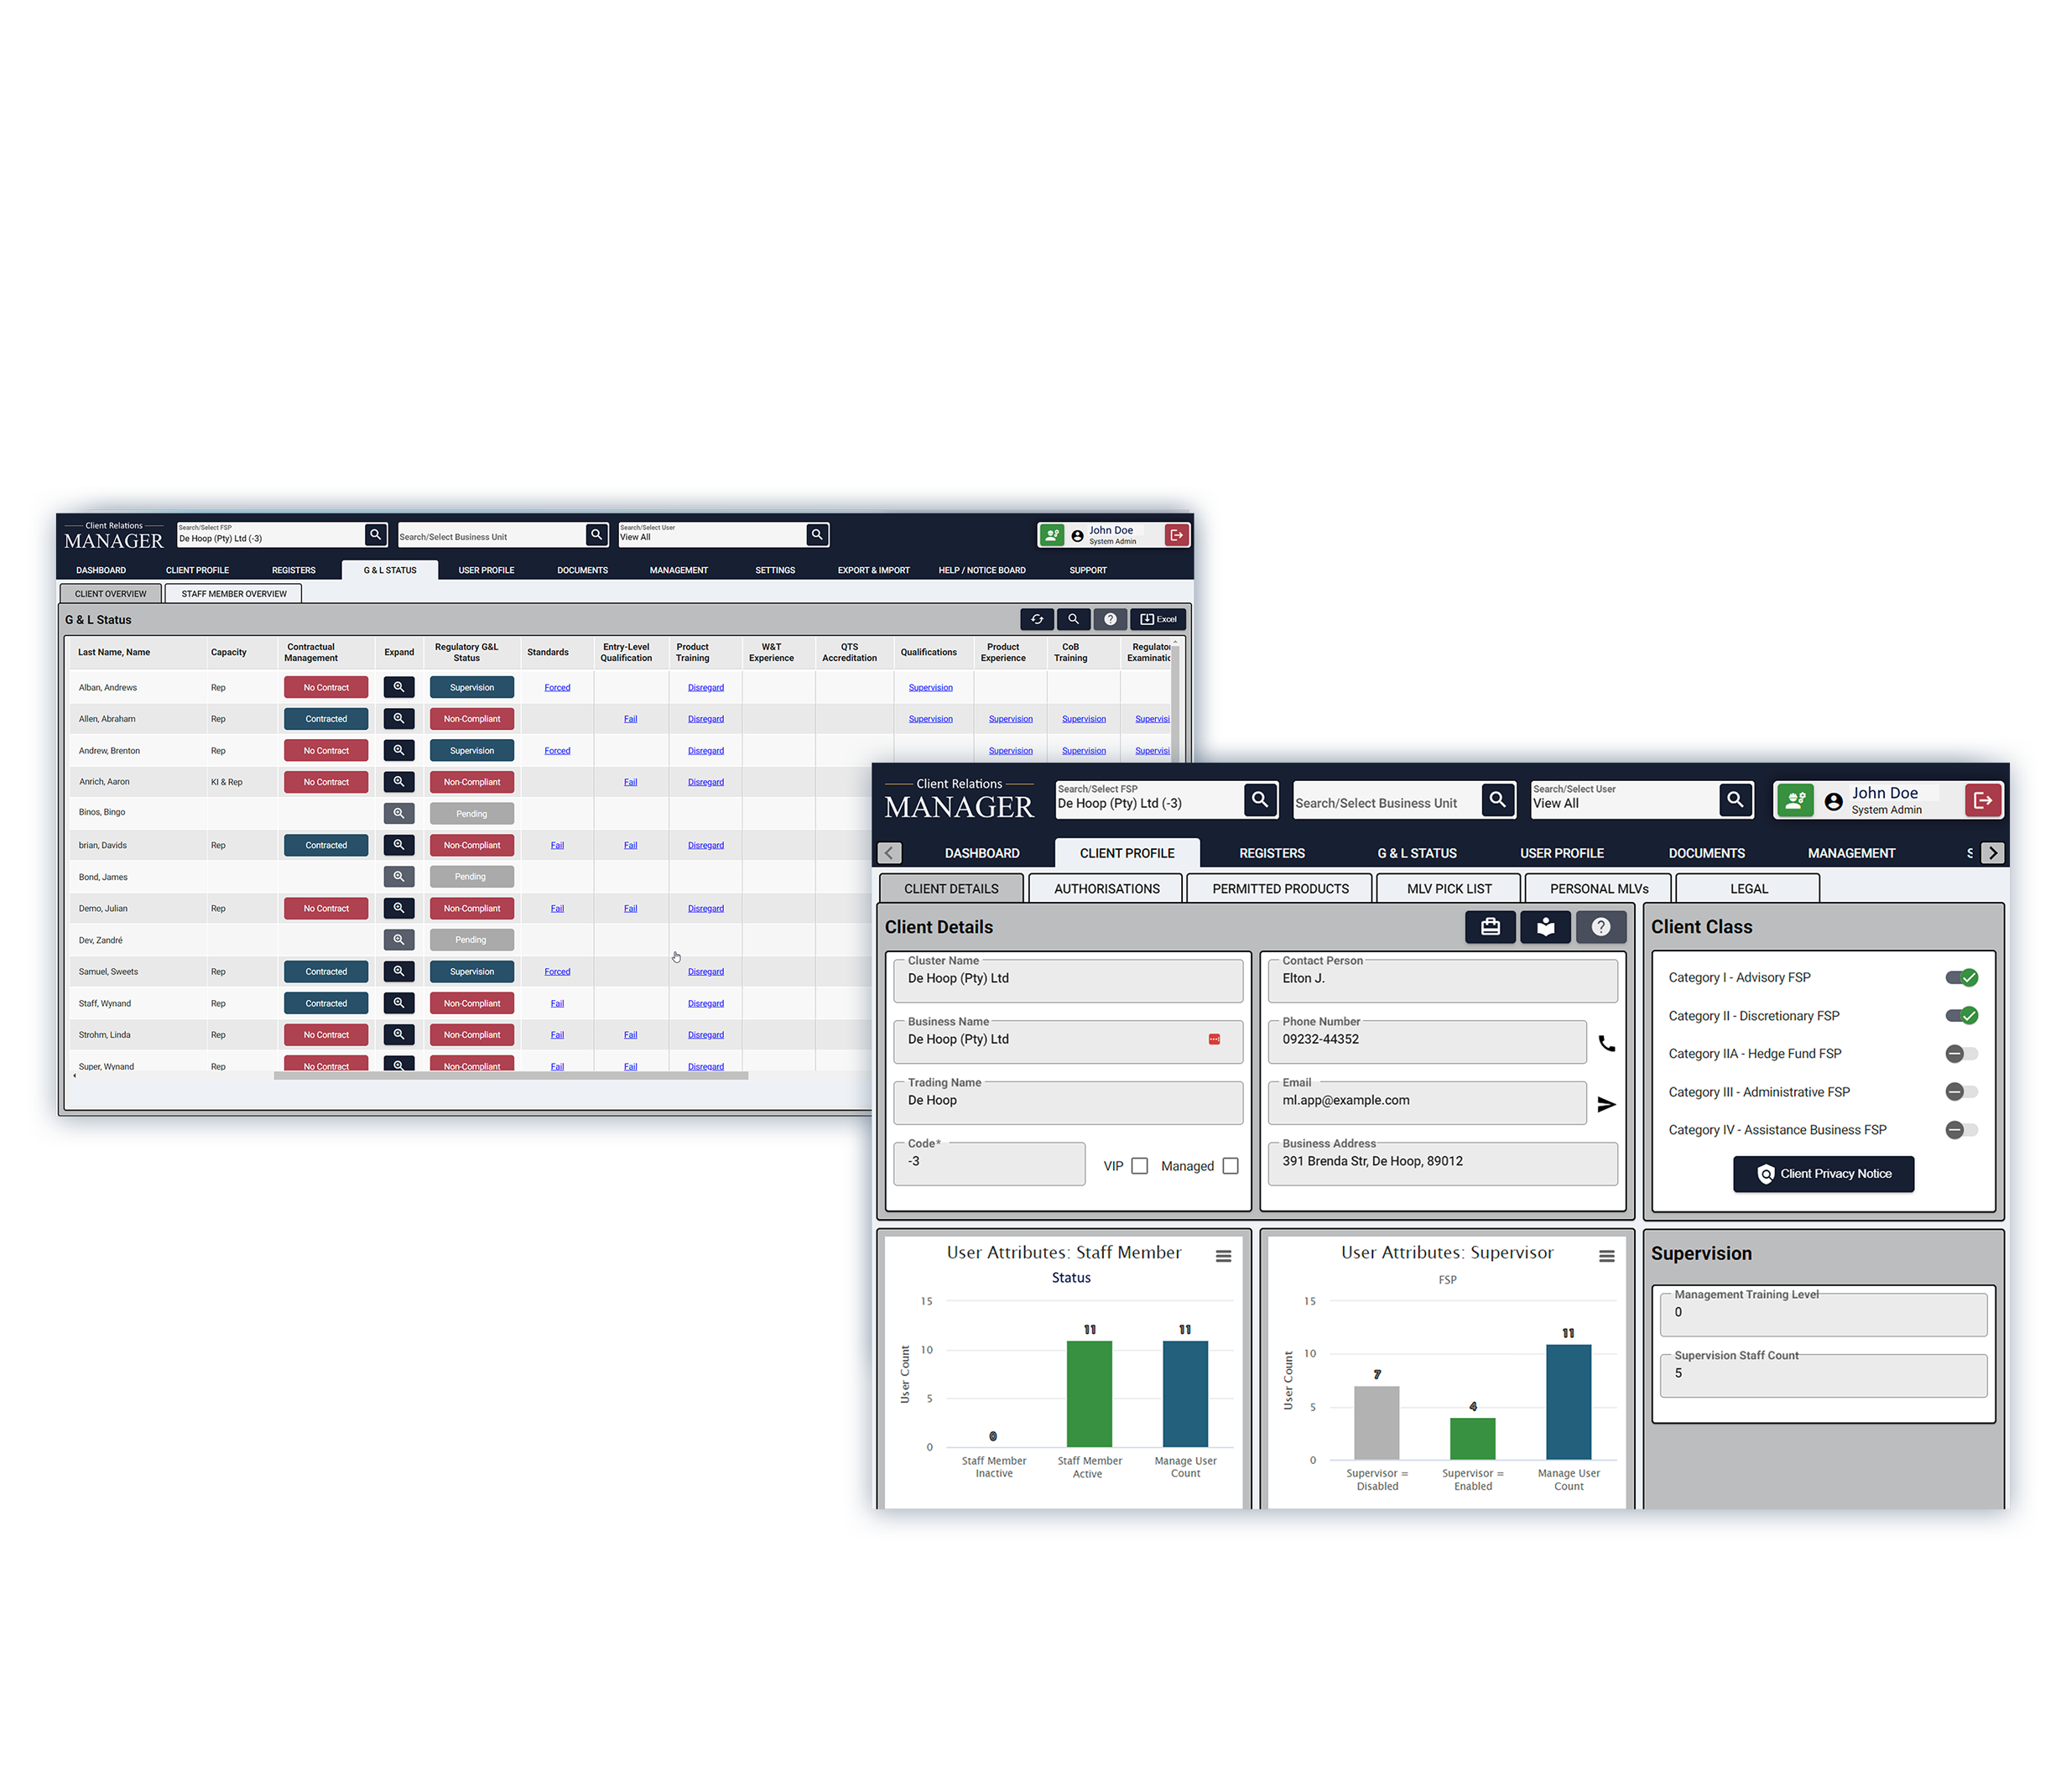 Client Relations
MANAGER
Search/Select FSP
De Hoop (Pty) Ltd (-3)
Search/Select Business Unit
Search/Select User
View All
John Doe
System Admin
DASHBOARD CLIENT PROFILE REGISTERS G & L STATUS USER PROFILE DOCUMENTS MANAGEMENT SETTINGS EXPORT & IMPORT HELP / NOTICE BOARD SUPPORT
CLIENT OVERVIEW STAFF MEMBER OVERVIEW
G & L Status
Excel
Last Name, Name Capacity Contractual Management Expand Regulatory G&L Status Standards Entry-Level Qualification Product Training W&T Experience QTS Accreditation Qualifications Product Experience CoB Training
Alban, Andrews Rep No Contract Supervision Forced Disregard Supervision
Allen, Abraham Rep Contracted Non-Compliant Fail Disregard Supervision Supervision Supervision Supervisi
Andrew, Brenton Rep No Contract Supervision Forced Disregard Supervision Supervision Supervisi
Anrich, Aaron KI & Rep No Contract Non-Compliant Fail Disregard
Binos, Bingo Pending
brian, Davids Rep Contracted Non-Compliant Fail Fail Disregard
Bond, James Pending
Demo, Julian Rep No Contract Non-Compliant Fail Fail Disregard
Dev, Zandré Pending
Samuel, Sweets Rep Contracted Supervision Forced Disregard
Staff, Wynand Rep Contracted Non-Compliant Fail Disregard
Strohm, Linda Rep No Contract Non-Compliant Fail Fail Disregard
Super, Wynand Rep No Contract Non-Compliant Fail Fail Disregard
Client Relations
MANAGER
Search/Select FSP
De Hoop (Pty) Ltd (-3)
Search/Select Business Unit
Search/Select User
View All
John Doe
System Admin
DASHBOARD CLIENT PROFILE REGISTERS G & L STATUS USER PROFILE DOCUMENTS MANAGEMENT S
CLIENT DETAILS AUTHORISATIONS PERMITTED PRODUCTS MLV PICK LIST PERSONAL MLVs LEGAL
Client Details
Cluster Name
De Hoop (Pty) Ltd
Business Name
De Hoop (Pty) Ltd
Trading Name
De Hoop
Code*
-3
VIP Managed
Contact Person
Elton J.
Phone Number
09232-44352
Email
ml.app@example.com
Business Address
391 Brenda Str, De Hoop, 89012
Client Class
Category I - Advisory FSP
Category II - Discretionary FSP
Category IIA - Hedge Fund FSP
Category III - Administrative FSP
Category IV - Assistance Business FSP
Client Privacy Notice
User Attributes: Staff Member
Status
User Count
15
10
5
0
0 11 11
Staff Member Inactive
Staff Member Active
Manage User Count
User Attributes: Supervisor
FSP
User Count
15
10
5
0
7 4 11
Supervisor = Disabled
Supervisor = Enabled
Manage User Count
Supervision
Management Training Level
0
Supervision Staff Count
5